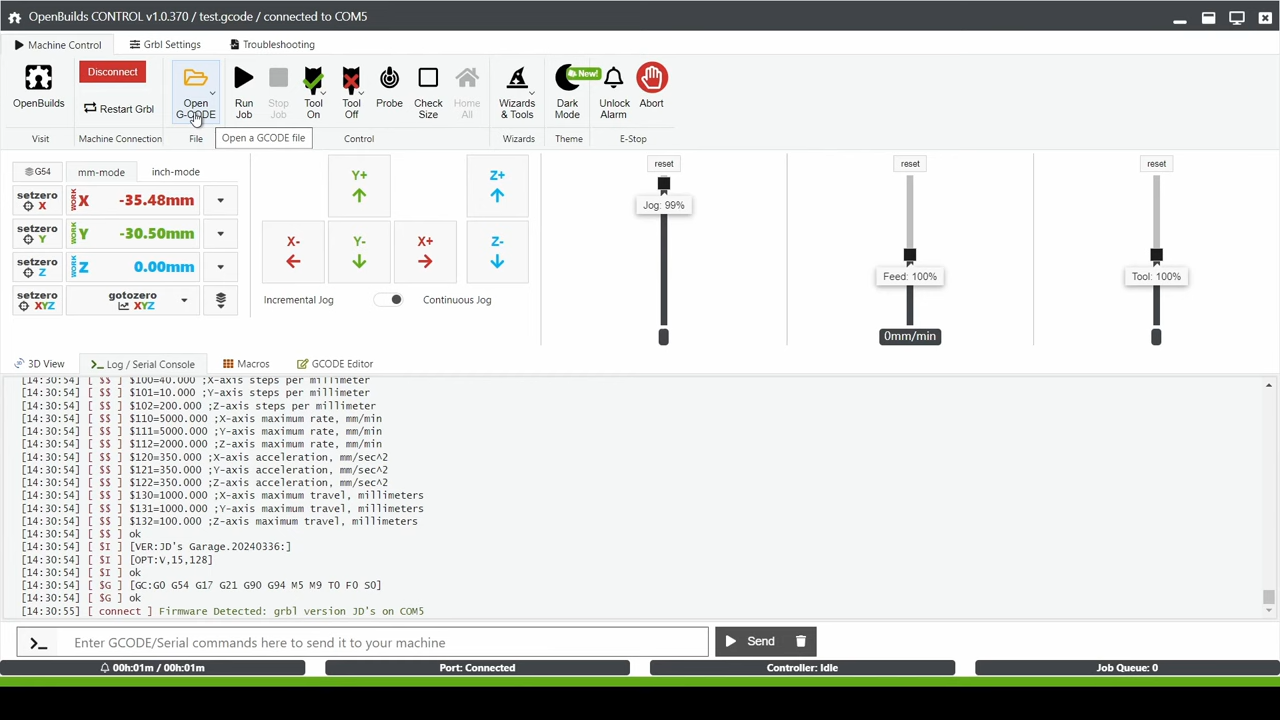 OpenBuilds CONTROL v1.0.370 / test.gcode / connected to COM5
Machine Control
Grbl Settings
Troubleshooting
OpenBuilds
Disconnect
Restart Grbl
Open G-CODE
Run Job
Stop Job
Tool On
Tool Off
Probe
Check Size
Home All
Wizards & Tools
New!
Dark Mode
Unlock Alarm
Abort
Visit
Machine Connection
File
Open a GCODE file
Control
Wizards
Theme
E-Stop
G54
mm-mode
inch-mode
setzero X
WORK X -35.48mm
setzero Y
WORK Y -30.50mm
setzero Z
WORK Z 0.00mm
setzero XYZ
gotozero XYZ
Y+
Z+
X-
Y-
X+
Z-
Incremental Jog
Continuous Jog
reset
Jog: 99%
reset
Feed: 100%
0mm/min
reset
Tool: 100%
3D View
Log / Serial Console
Macros
GCODE Editor
[14:30:54] [ $$ ] $100=40.000 ;X-axis steps per millimeter
[14:30:54] [ $$ ] $101=10.000 ;Y-axis steps per millimeter
[14:30:54] [ $$ ] $102=200.000 ;Z-axis steps per millimeter
[14:30:54] [ $$ ] $110=5000.000 ;X-axis maximum rate, mm/min
[14:30:54] [ $$ ] $111=5000.000 ;Y-axis maximum rate, mm/min
[14:30:54] [ $$ ] $112=2000.000 ;Z-axis maximum rate, mm/min
[14:30:54] [ $$ ] $120=350.000 ;X-axis acceleration, mm/sec^2
[14:30:54] [ $$ ] $121=350.000 ;Y-axis acceleration, mm/sec^2
[14:30:54] [ $$ ] $122=350.000 ;Z-axis acceleration, mm/sec^2
[14:30:54] [ $$ ] $130=1000.000 ;X-axis maximum travel, millimeters
[14:30:54] [ $$ ] $131=1000.000 ;Y-axis maximum travel, millimeters
[14:30:54] [ $$ ] $132=100.000 ;Z-axis maximum travel, millimeters
[14:30:54] [ $$ ] ok
[14:30:54] [ $I ] [VER:JD's Garage.20240336:]
[14:30:54] [ $I ] [OPT:V,15,128]
[14:30:54] [ $I ] ok
[14:30:54] [ $G ] [GC:G0 G54 G17 G21 G90 G94 M5 M9 T0 F0 S0]
[14:30:54] [ $G ] ok
[14:30:55] [ connect ] Firmware Detected: grbl version JD's on COM5
Enter GCODE/Serial commands here to send it to your machine
Send
00h:01m / 00h:01m
Port: Connected
Controller: Idle
Job Queue: 0